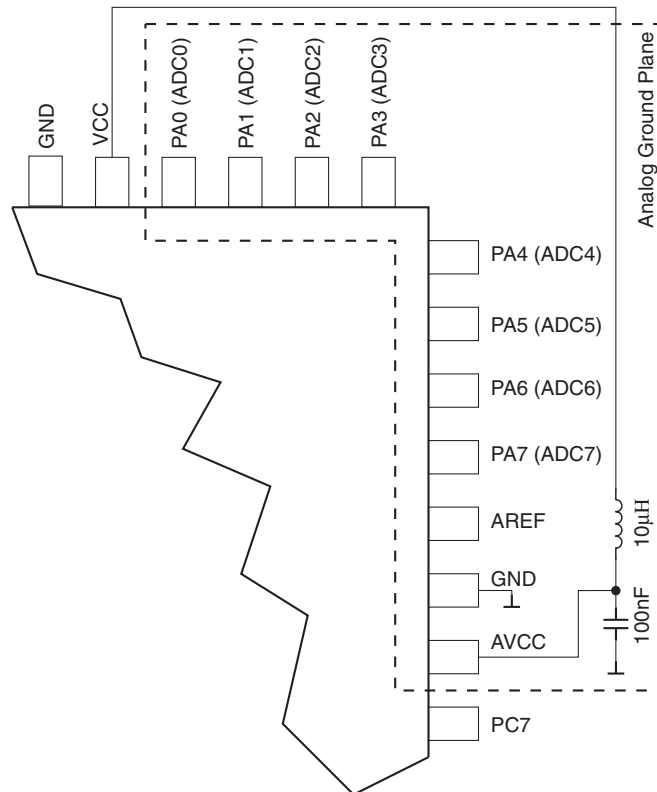 GND
VCC
PA0 (ADC0)
PA1 (ADC1)
PA2 (ADC2)
PA3 (ADC3)
Analog Ground Plane
PA4 (ADC4)
PA5 (ADC5)
PA6 (ADC6)
PA7 (ADC7)
AREF
10µH
GND
AVCC
100nF
PC7